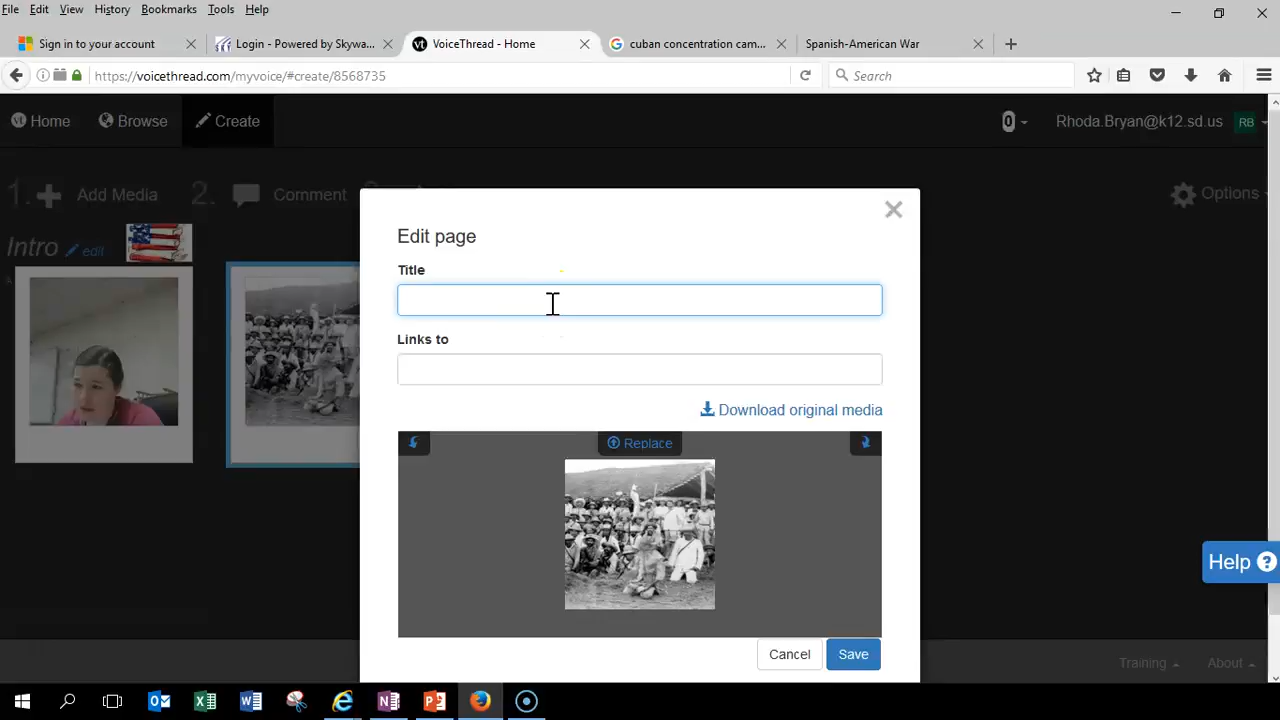 File Edit View History Bookmarks Tools Help
Sign in to your account
Login - Powered by Skywa...
vt VoiceThread - Home
G cuban concentration cam...
Spanish-American War
https://voicethread.com/myvoice/#create/8568735
Search
vt Home
Browse
Create
0
Rhoda.Bryan@k12.sd.us RB
1. Add Media
2. Comment
Options
Intro edit
Edit page
Title
Links to
Download original media
Replace
Cancel
Save
Help ?
Training
About